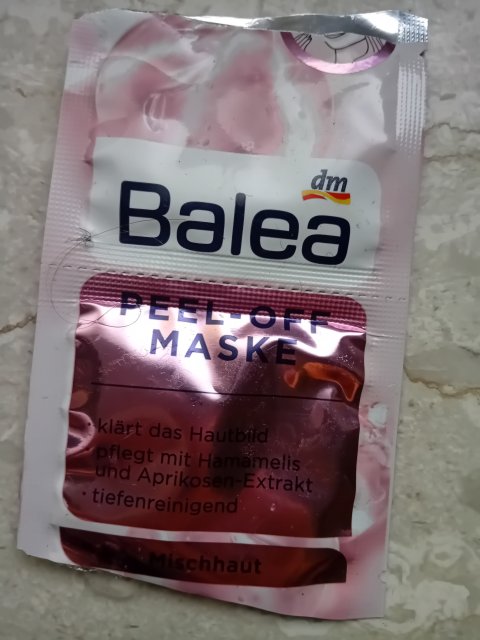 dm
Balea
PEEL-OFF
MASKE
· klärt das Hautbild
pflegt mit Hamamelis
und Aprikosen-Extrakt
· tiefenreinigend
Mischhaut